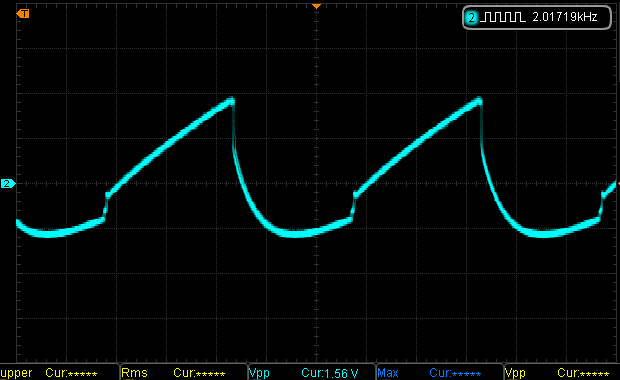 T
2 2.01719kHz
2
upper Cur:***** Rms Cur:***** Vpp Cur:1.56 V Max Cur:***** Vpp Cur:*****